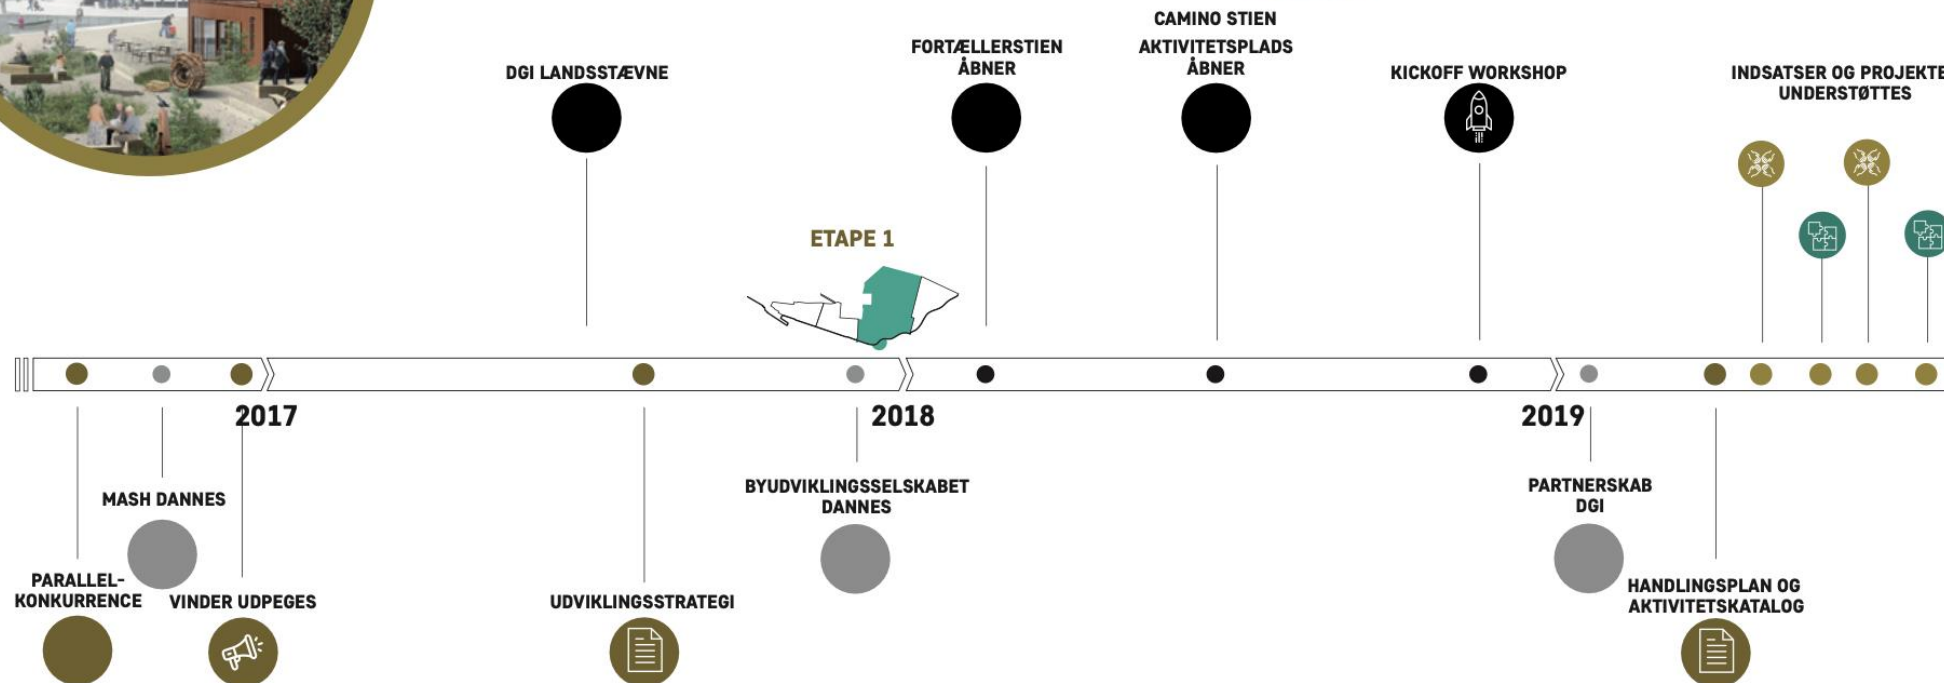 CAMINO STIEN
FORTÆLLERSTIEN
ÅBNER
AKTIVITETSPLADS
ÅBNER
DGI LANDSSTÆVNE
KICKOFF WORKSHOP
INDSATSER OG PROJEKTE
UNDERSTØTTES
ETAPE 1
2017
2018
2019
MASH DANNES
BYUDVIKLINGSSELSKABET
DANNES
PARTNERSKAB
DGI
PARALLEL-
KONKURRENCE
VINDER UDPEGES
UDVIKLINGSSTRATEGI
HANDLINGSPLAN OG
AKTIVITETSKATALOG